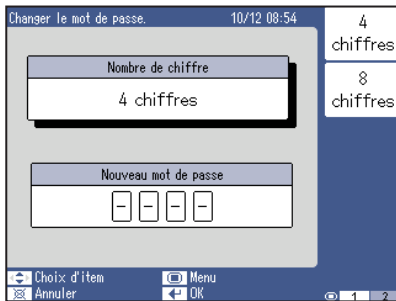 Changer le mot de passe. 10/12 08:54
4
chiffres
8
chiffres
Nombre de chiffre
4 chiffres
Nouveau mot de passe
- - - -
Choix d'item Menu
Annuler OK
1 2